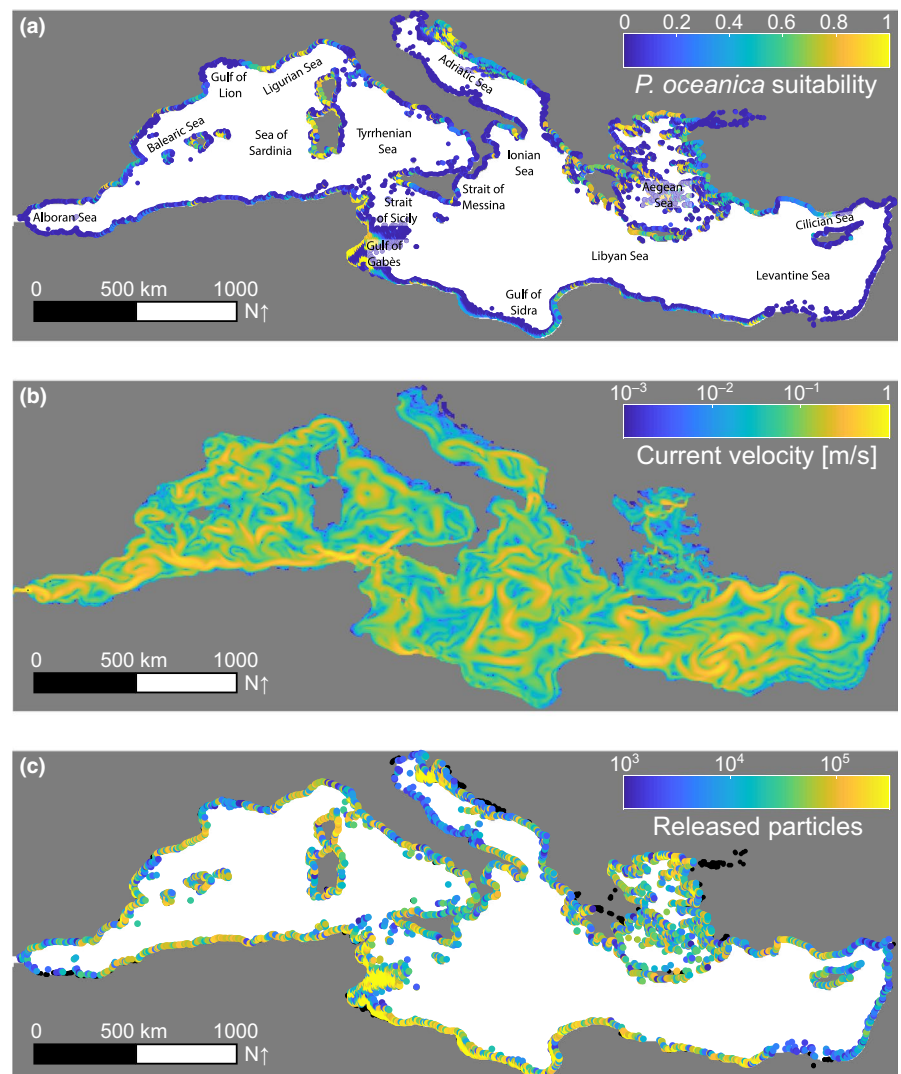 (a)
0 0.2 0.4 0.6 0.8 1
P. oceanica suitability
Gulf of
Lion
Ligurian Sea
Adriatic Sea
Balearic Sea
Sea of
Sardinia
Tyrrhenian
Sea
Ionian
Sea
Strait of
Messina
Aegean
Sea
Alboran Sea
Strait
of Sicily
Cilician Sea
Gulf of
Gabès
Libyan Sea
Levantine Sea
Gulf of
Sidra
0 500 km 1000
N↑
(b)
10⁻³ 10⁻² 10⁻¹ 1
Current velocity [m/s]
0 500 km 1000
N↑
(c)
10³ 10⁴ 10⁵
Released particles
0 500 km 1000
N↑